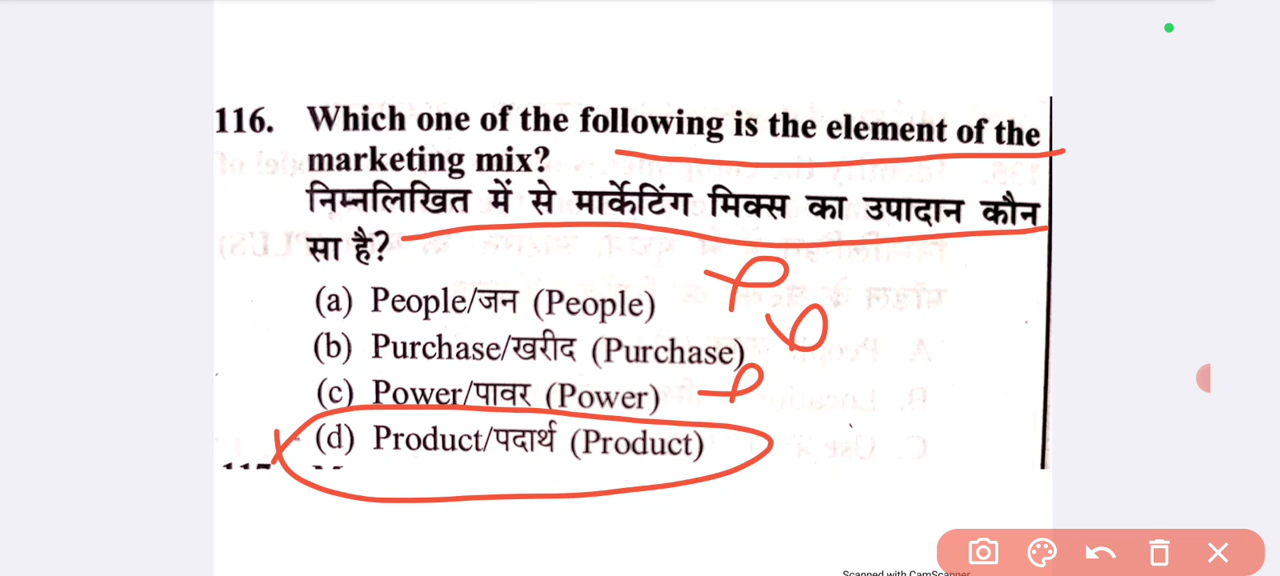 116. Which one of the following is the element of the
marketing mix?
निम्नलिखित में से मार्केटिंग मिक्स का उपादान कौन
सा है?
(a) People/जन (People)
(b) Purchase/खरीद (Purchase)
(c) Power/पावर (Power)
(d) Product/पदार्थ (Product)
Scanned with CamScanner